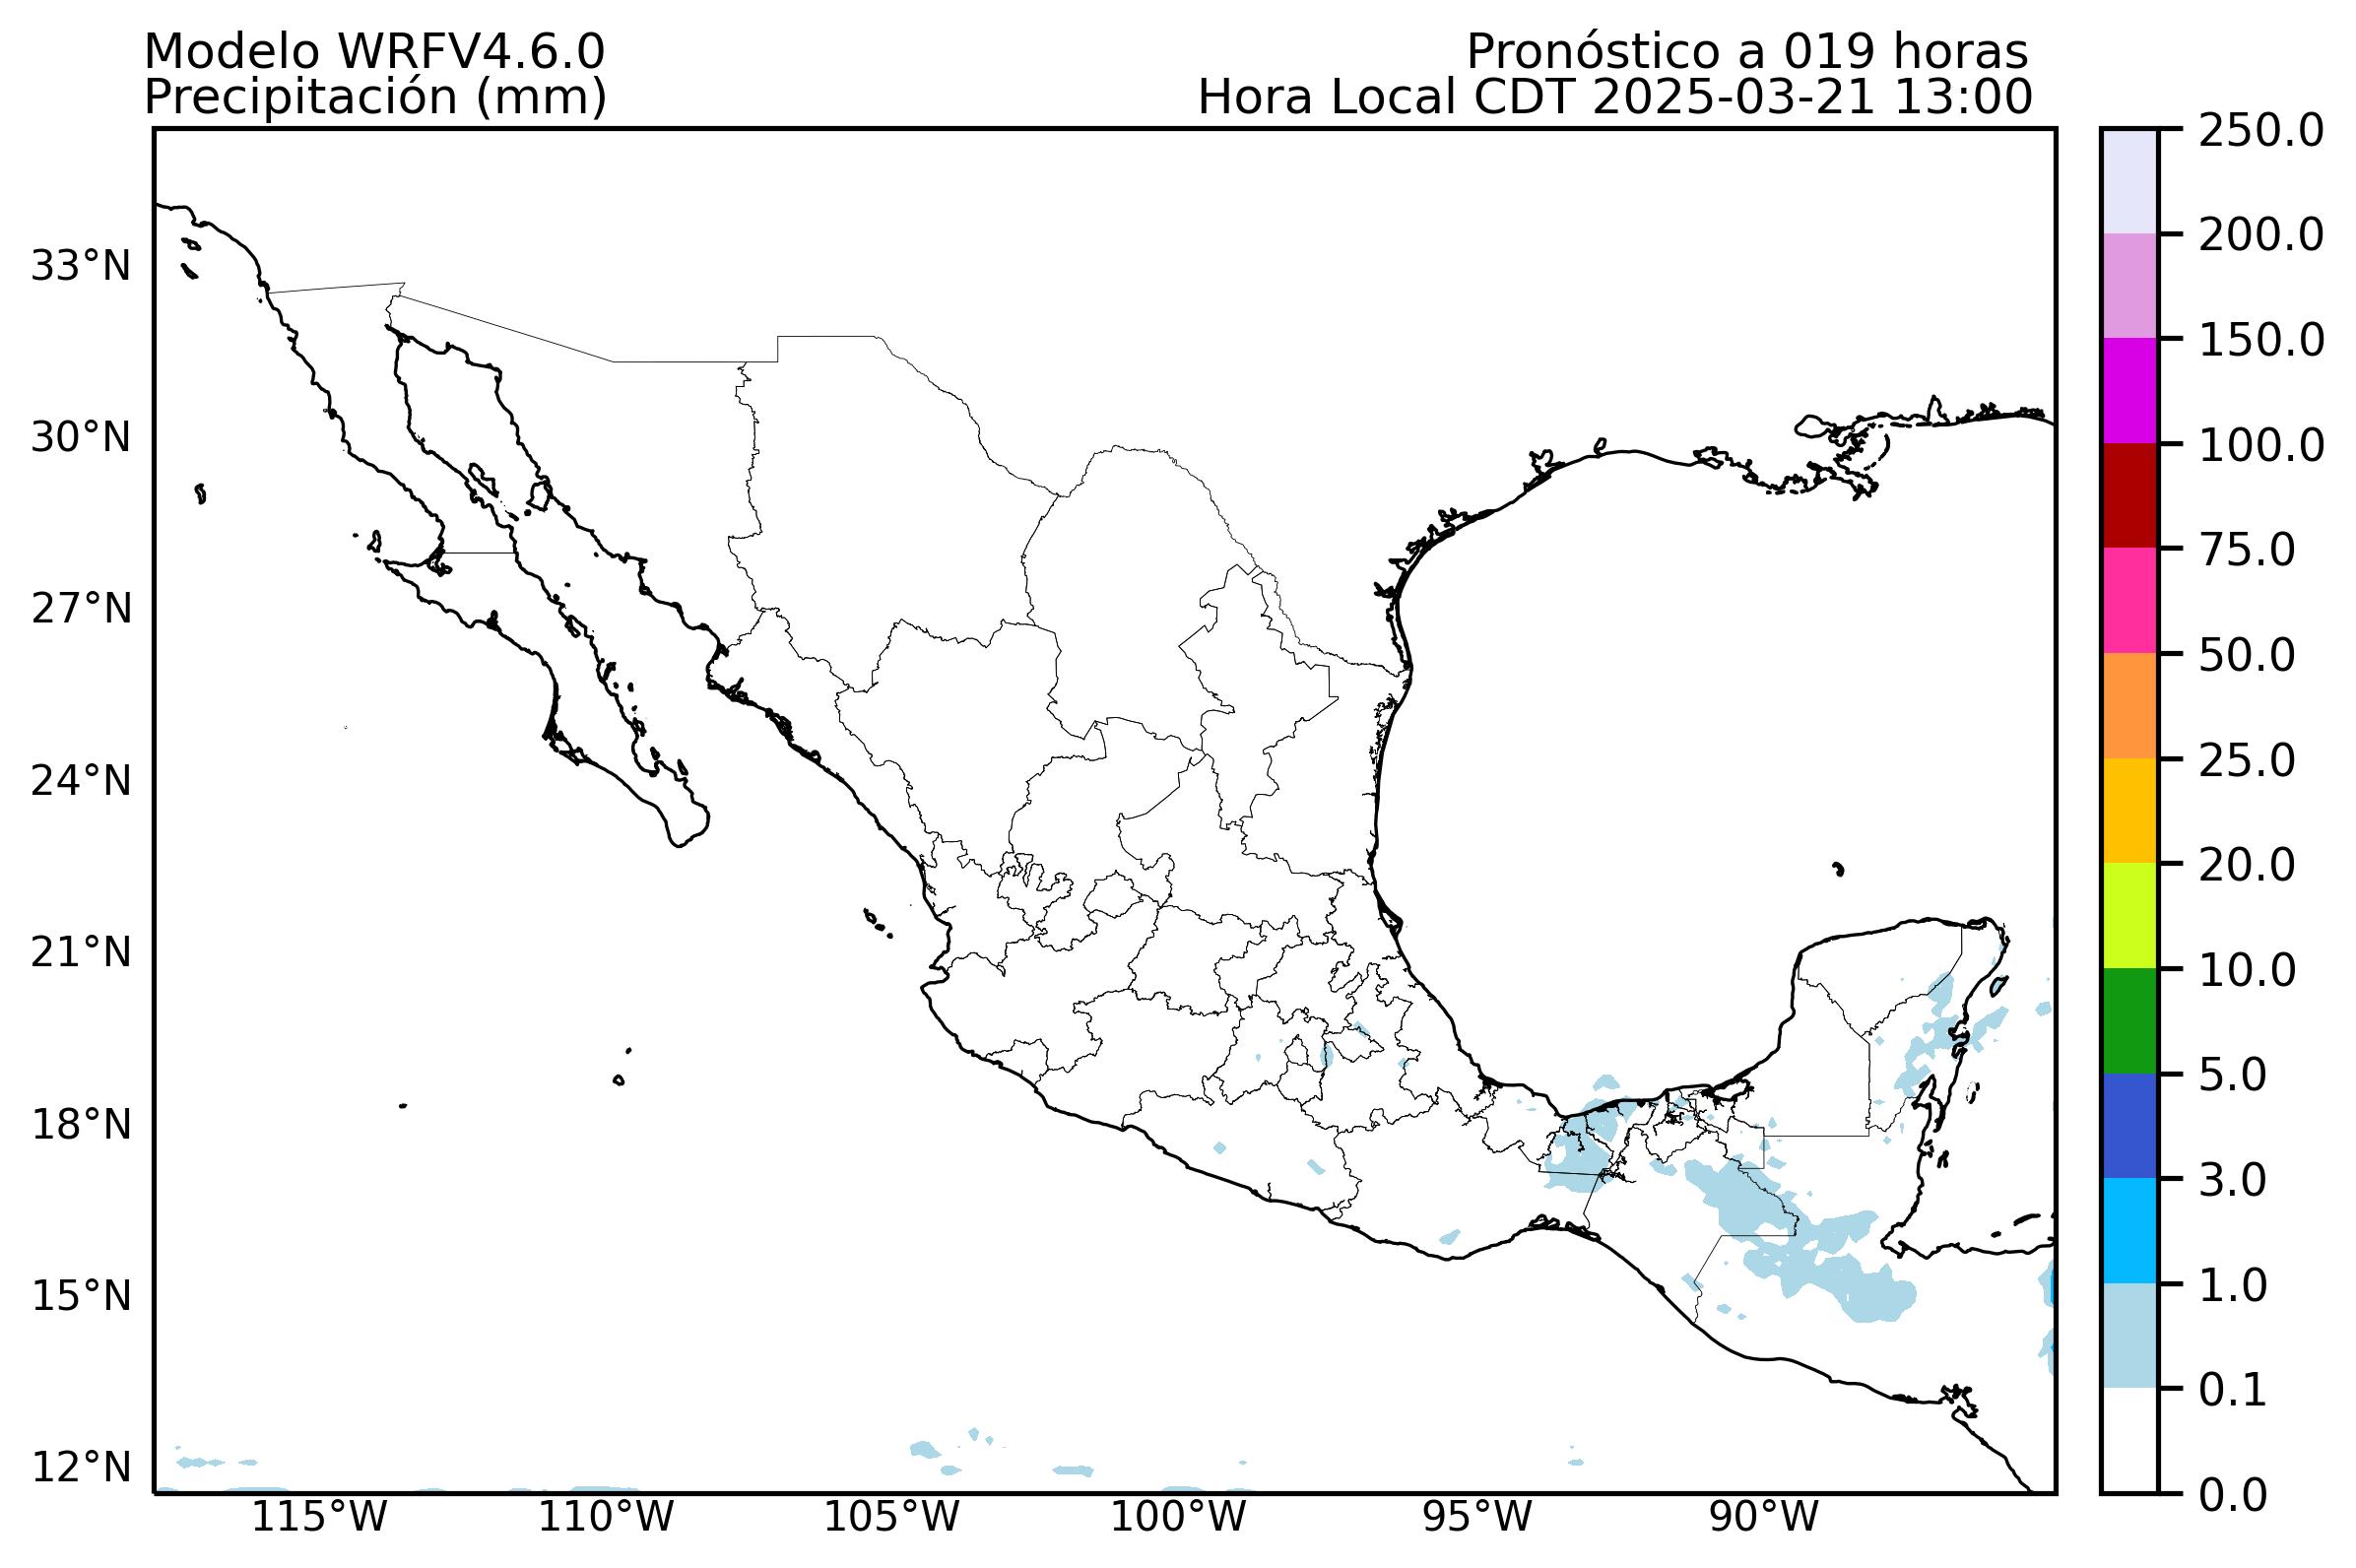 Modelo WRFV4.6.0
Pronóstico a 019 horas
Precipitación (mm)
Hora Local CDT 2025-03-21 13:00
33°N
30°N
27°N
24°N
21°N
18°N
15°N
12°N
115°W
110°W
105°W
100°W
95°W
90°W
250.0
200.0
150.0
100.0
75.0
50.0
25.0
20.0
10.0
5.0
3.0
1.0
0.1
0.0